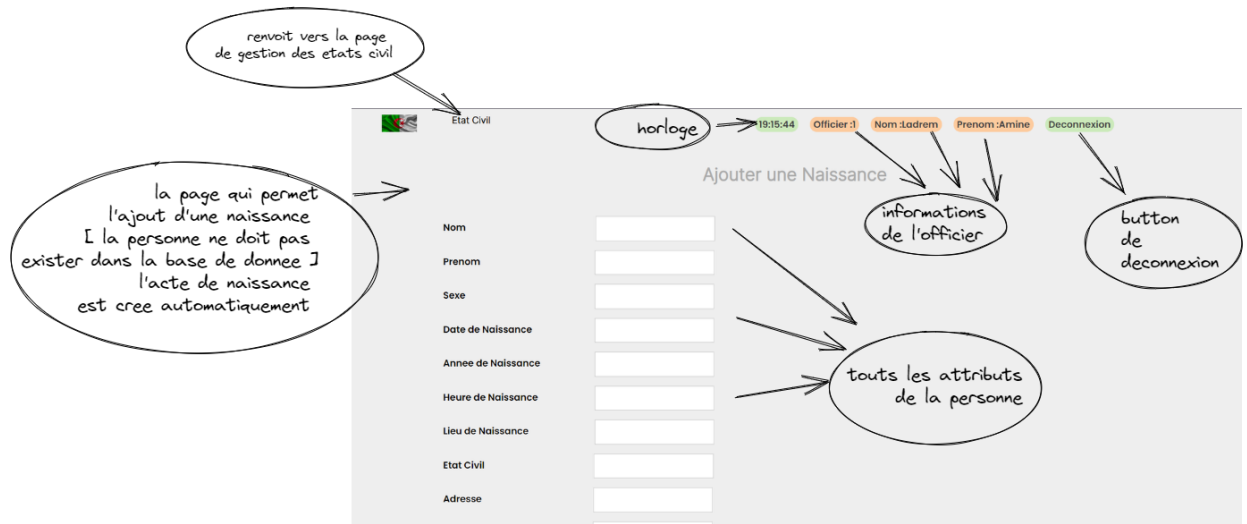 renvoit vers la page
de gestion des etats civil
Etat Civil
horloge
19:15:44
Officier :1
Nom :Ladrem
Prenom :Amine
Deconnexion
Ajouter une Naissance
la page qui permet
l'ajout d'une naissance
[ la personne ne doit pas
exister dans la base de donnee ]
l'acte de naissance
est cree automatiquement
informations
de l'officier
button
de
deconnexion
Nom
Prenom
Sexe
Date de Naissance
Annee de Naissance
Heure de Naissance
Lieu de Naissance
Etat Civil
Adresse
touts les attributs
de la personne